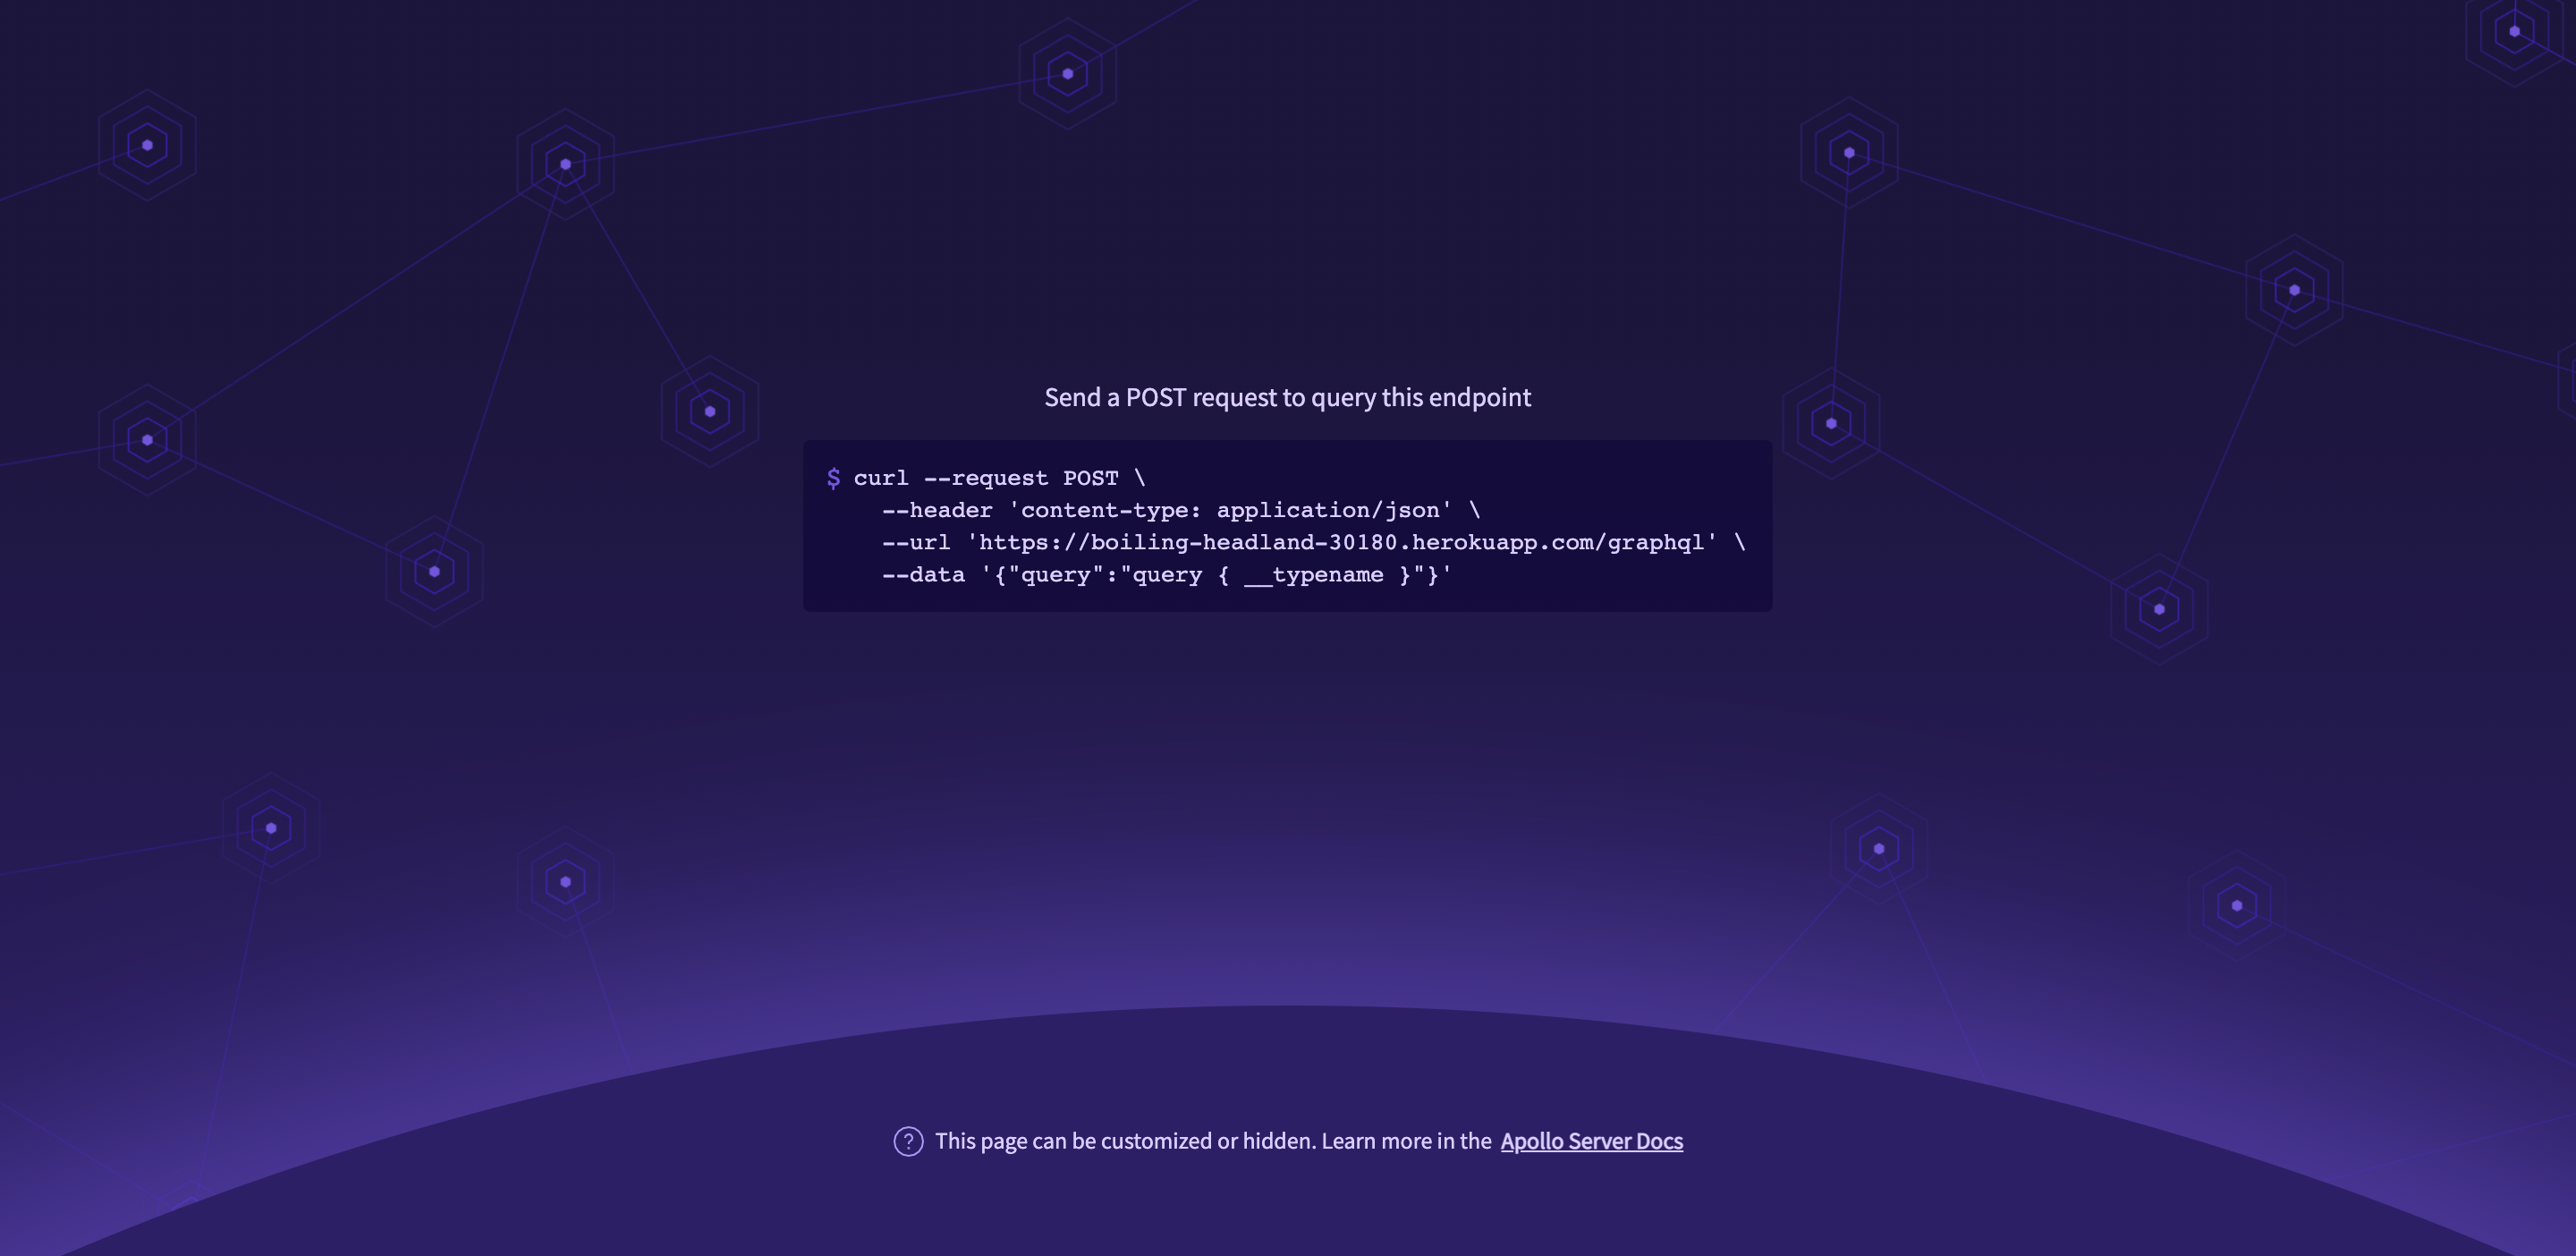 Send a POST request to query this endpoint
$ curl --request POST \
--header 'content-type: application/json' \
--url 'https://boiling-headland-30180.herokuapp.com/graphql' \
--data '{"query":"query { __typename }"}'
? This page can be customized or hidden. Learn more in the Apollo Server Docs